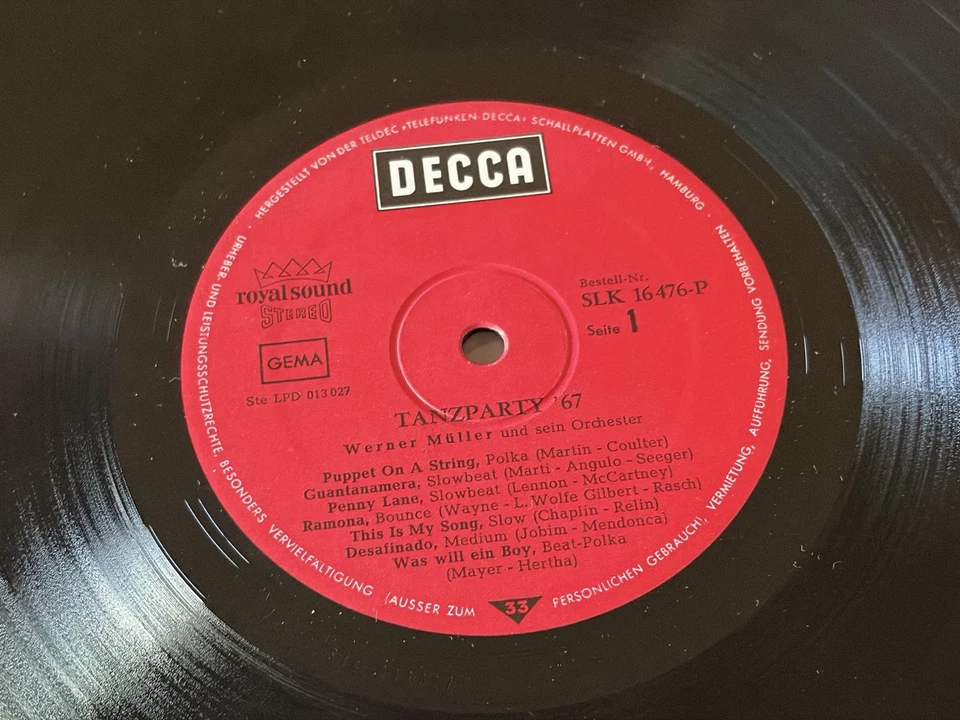 · HERGESTELLT VON DER TELDEC »TELEFUNKEN-DECCA« SCHALLPLATTEN GMBH, HAMBURG ·
URHEBER- UND LEISTUNGSSCHUTZRECHTE, BESONDERS VERVIELFÄLTIGUNG (AUSSER ZUM PERSÖNLICHEN GEBRAUCH), VERMIETUNG, AUFFÜHRUNG, SENDUNG VORBEHALTEN
DECCA
royal sound
STEREO
GEMA
Ste LPD 013 027
Bestell-Nr.
SLK 16 476-P
Seite 1
TANZPARTY '67
Werner Müller und sein Orchester
Puppet On A String, Polka (Martin - Coulter)
Guantanamera, Slowbeat (Marti - Angulo - Seeger)
Penny Lane, Slowbeat (Lennon - McCartney)
Ramona, Bounce (Wayne - L. Wolfe Gilbert - Rasch)
This Is My Song, Slow (Chaplin - Relin)
Desafinado, Medium (Jobim - Mendonca)
Was will ein Boy, Beat-Polka
(Mayer - Hertha)
33